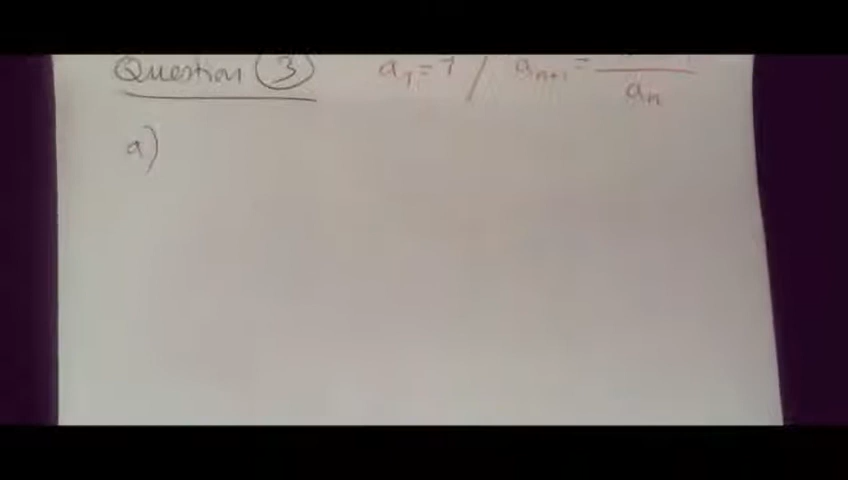 Question (3) a₁ = 7 / aₙ₊₁ = ⁄ aₙ
a)